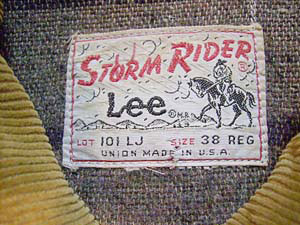 STORM RIDER ®
Lee ® M.R.
LOT 101 LJ SIZE 38 REG
UNION MADE IN U.S.A.